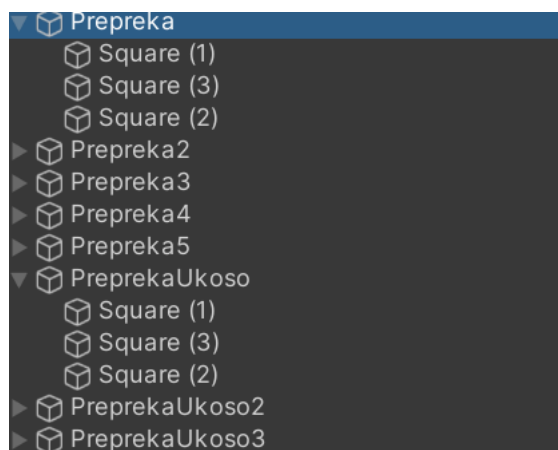 Prepreka
Square (1)
Square (3)
Square (2)
Prepreka2
Prepreka3
Prepreka4
Prepreka5
PreprekaUkoso
Square (1)
Square (3)
Square (2)
PreprekaUkoso2
PreprekaUkoso3